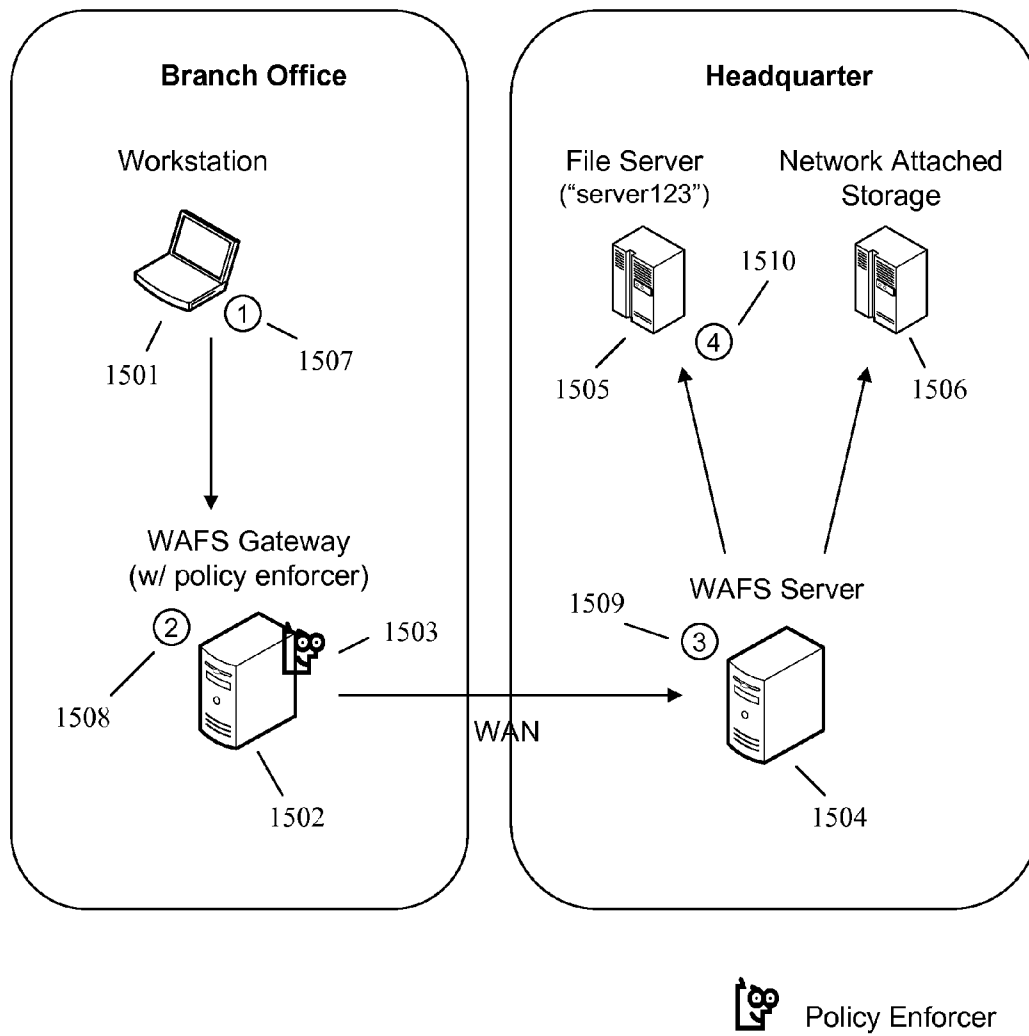 Branch Office
Workstation
1
1501
1507
WAFS Gateway
(w/ policy enforcer)
2
1503
1508
1502
WAN
Headquarter
File Server
("server123")
Network Attached
Storage
1510
4
1505
1506
WAFS Server
1509
3
1504
Policy Enforcer